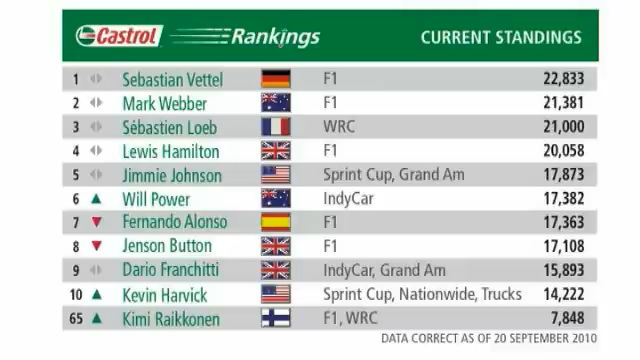 Castrol Rankings CURRENT STANDINGS
1 Sebastian Vettel F1 22,833
2 Mark Webber F1 21,381
3 Sébastien Loeb WRC 21,000
4 Lewis Hamilton F1 20,058
5 Jimmie Johnson Sprint Cup, Grand Am 17,873
6 Will Power IndyCar 17,382
7 Fernando Alonso F1 17,363
8 Jenson Button F1 17,108
9 Dario Franchitti IndyCar, Grand Am 15,893
10 Kevin Harvick Sprint Cup, Nationwide, Trucks 14,222
65 Kimi Raikkonen F1, WRC 7,848
DATA CORRECT AS OF 20 SEPTEMBER 2010